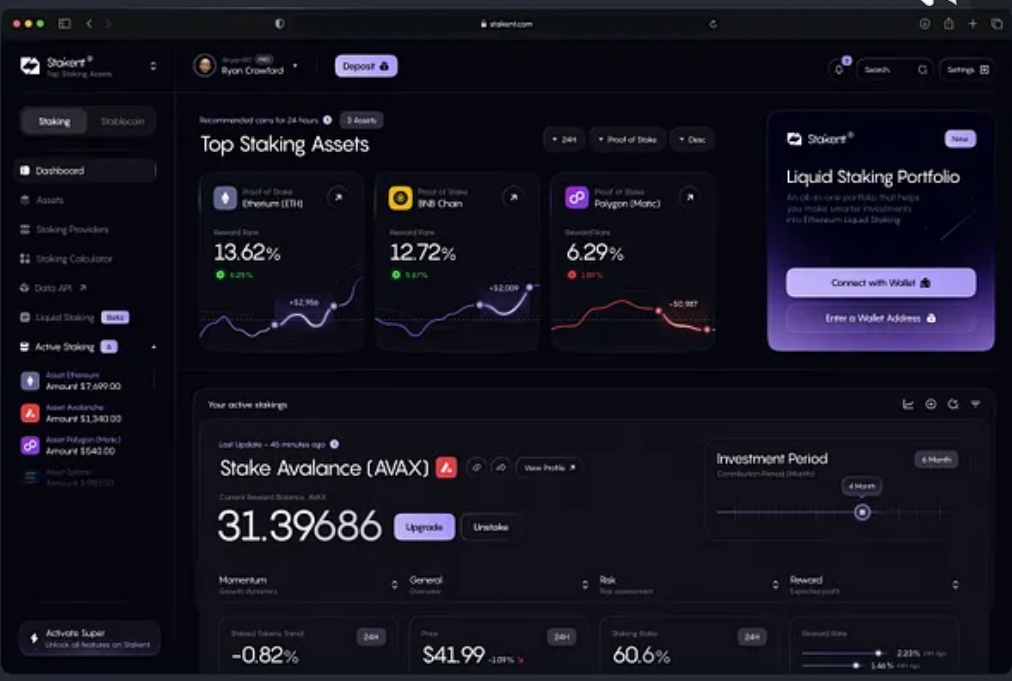 stakent.com
Stakent®
Top Staking Assets
PRO
Ryan Crawford
Deposit
Search
Settings
Staking
Stablecoin
Dashboard
Assets
Staking Providers
Staking Calculator
Data API
Liquid Staking Beta
Active Staking 6
Asset Ethereum
Amount $7,699.00
Asset Avalanche
Amount $1,340.00
Asset Polygon (Matic)
Amount $540.00
Activate Super
Unlock all features on Stakent
Recommended coins for 24 hours 3 Assets
Top Staking Assets
24H
Proof of Stake
Desc
Proof of Stake
Etherium (ETH)
Reward Rate
13.62%
6.25%
+$2,956
Proof of Stake
BNB Chain
Reward Rate
12.72%
5.67%
+$2,009
Proof of Stake
Polygon (Matic)
Reward Rate
6.29%
1.89%
-$0,987
Stakent®
New
Liquid Staking Portfolio
An all-in-one portfolio that helps
you make smarter investments
into Ethereum Liquid Staking
Connect with Wallet
Enter a Wallet Address
Your active stakings
Last Update – 45 minutes ago
Stake Avalance (AVAX)
View Profile
Current Reward Balance, AVAX
31.39686
Upgrade
Unstake
Investment Period
Contribution Period (Month)
6 Month
4 Month
Momentum
Growth dynamics
General
Overview
Risk
Risk assessment
Reward
Expected profit
Staked Tokens Trend
24H
-0.82%
Price
24H
$41.99 -1.09%
Staking Ratio
24H
60.6%
Reward Rate
2.23% 24H Ago
1.46% 48H Ago